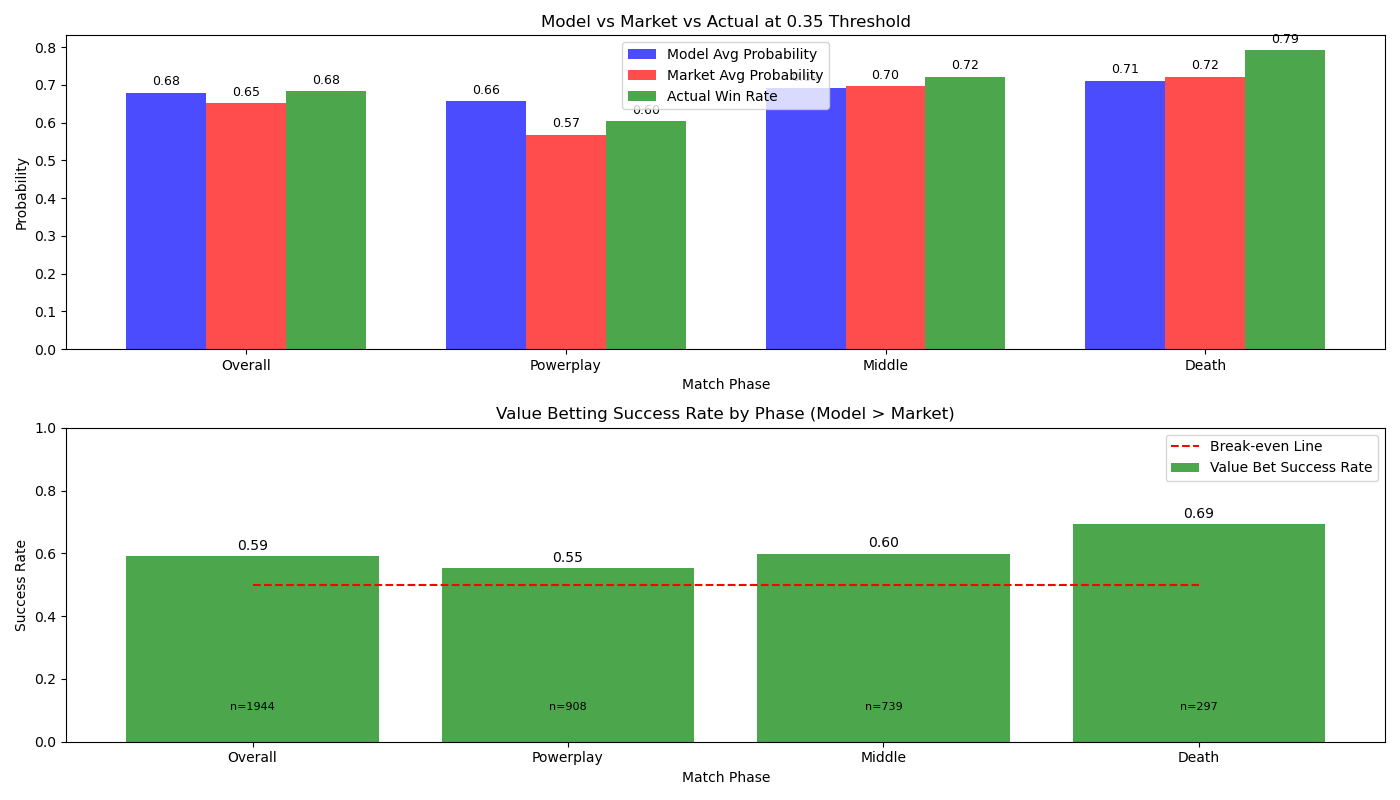 Model vs Market vs Actual at 0.35 Threshold
Model Avg Probability
Market Avg Probability
Actual Win Rate
0.68
0.65
0.68
0.66
0.57
0.60
0.70
0.72
0.71
0.72
0.79
Probability
0.8
0.7
0.6
0.5
0.4
0.3
0.2
0.1
0.0
Overall
Powerplay
Middle
Death
Match Phase
Value Betting Success Rate by Phase (Model > Market)
Break-even Line
Value Bet Success Rate
0.59
0.55
0.60
0.69
n=1944
n=908
n=739
n=297
Success Rate
1.0
0.8
0.6
0.4
0.2
0.0
Overall
Powerplay
Middle
Death
Match Phase